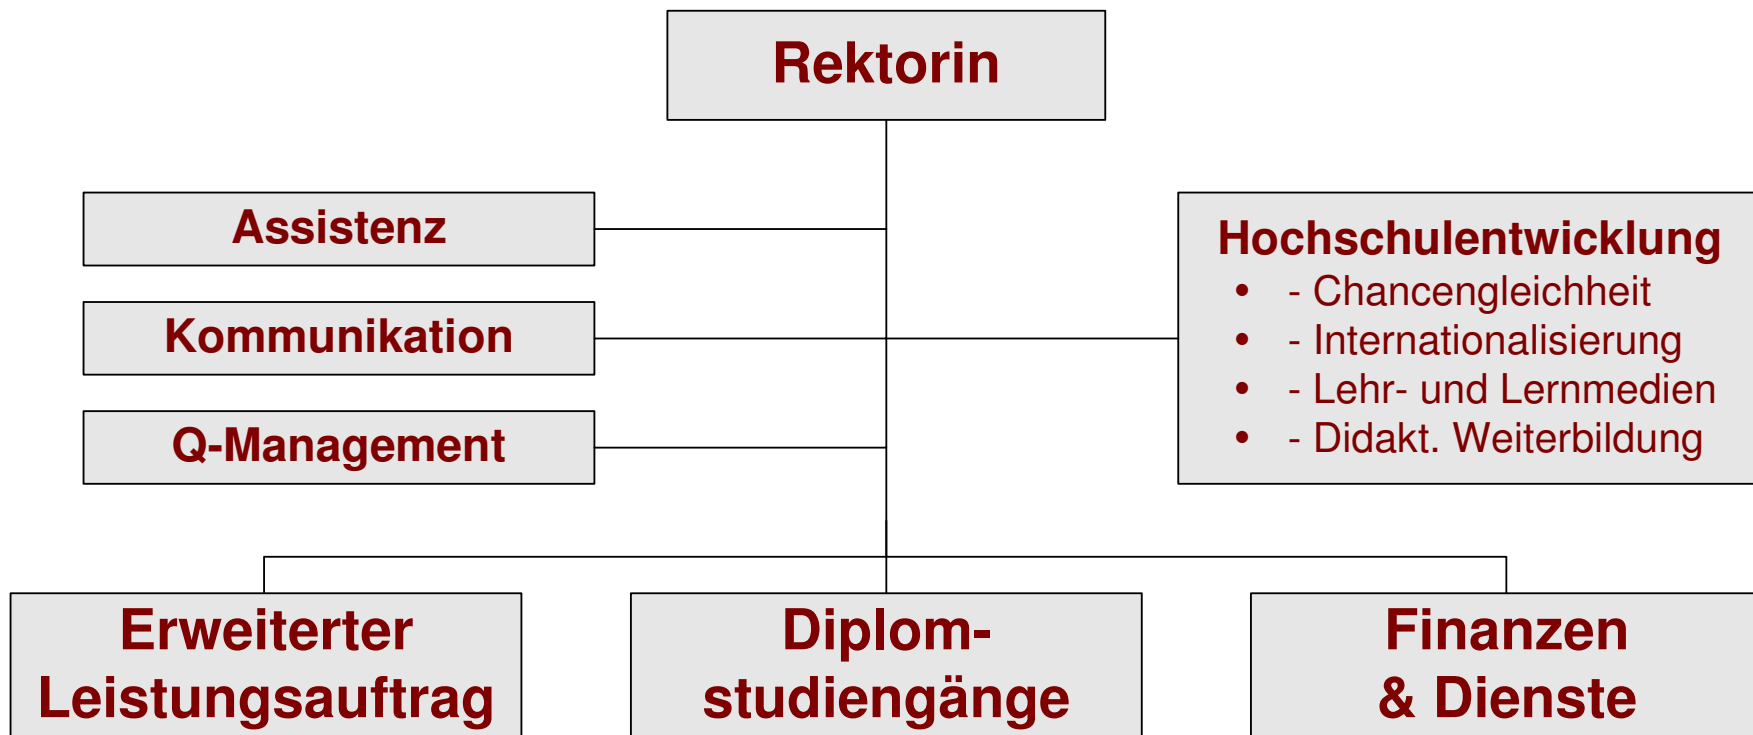 Rektorin
Assistenz
Kommunikation
Q-Management
Hochschulentwicklung
• - Chancengleichheit
• - Internationalisierung
• - Lehr- und Lernmedien
• - Didakt. Weiterbildung
Erweiterter
Leistungsauftrag
Diplom-
studiengänge
Finanzen
& Dienste